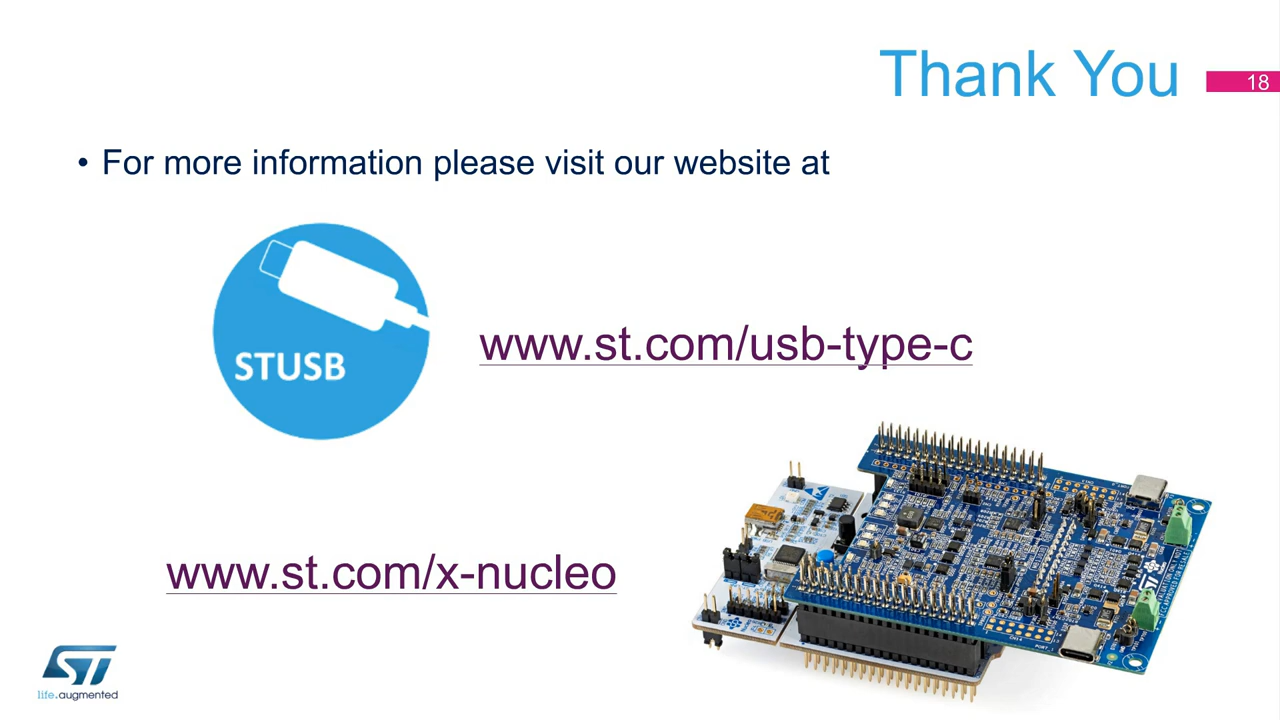 Thank You
18
• For more information please visit our website at
STUSB
www.st.com/usb-type-c
www.st.com/x-nucleo
ST
life.augmented